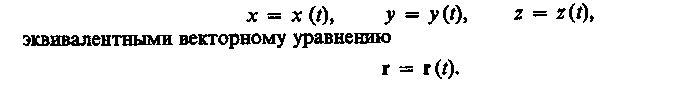 x = x (t), y = y (t), z = z (t),
эквивалентными векторному уравнению
r = r (t).